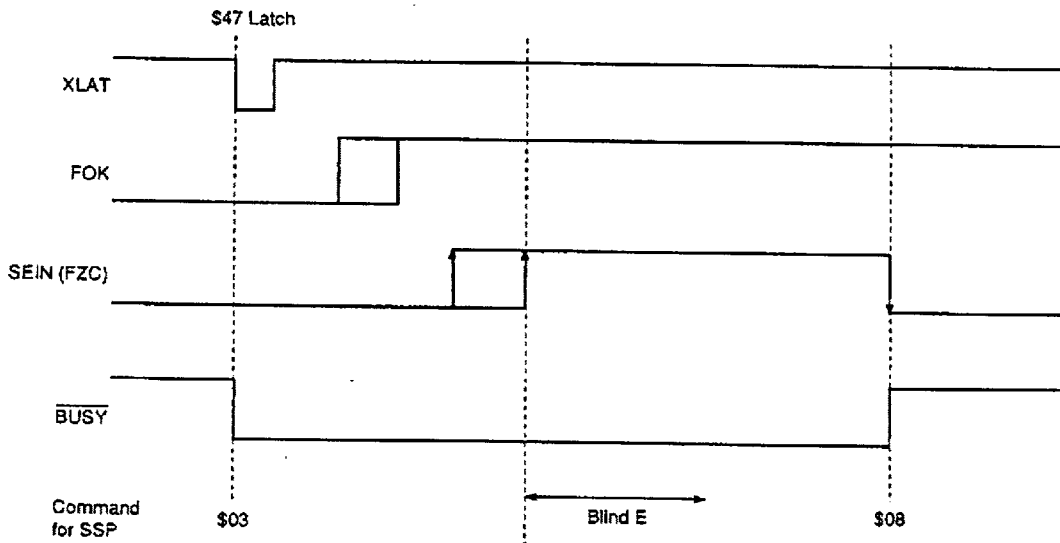 $47 Latch
XLAT
FOK
SEIN (FZC)
BUSY
Command
for SSP
$03
Blind E
$08